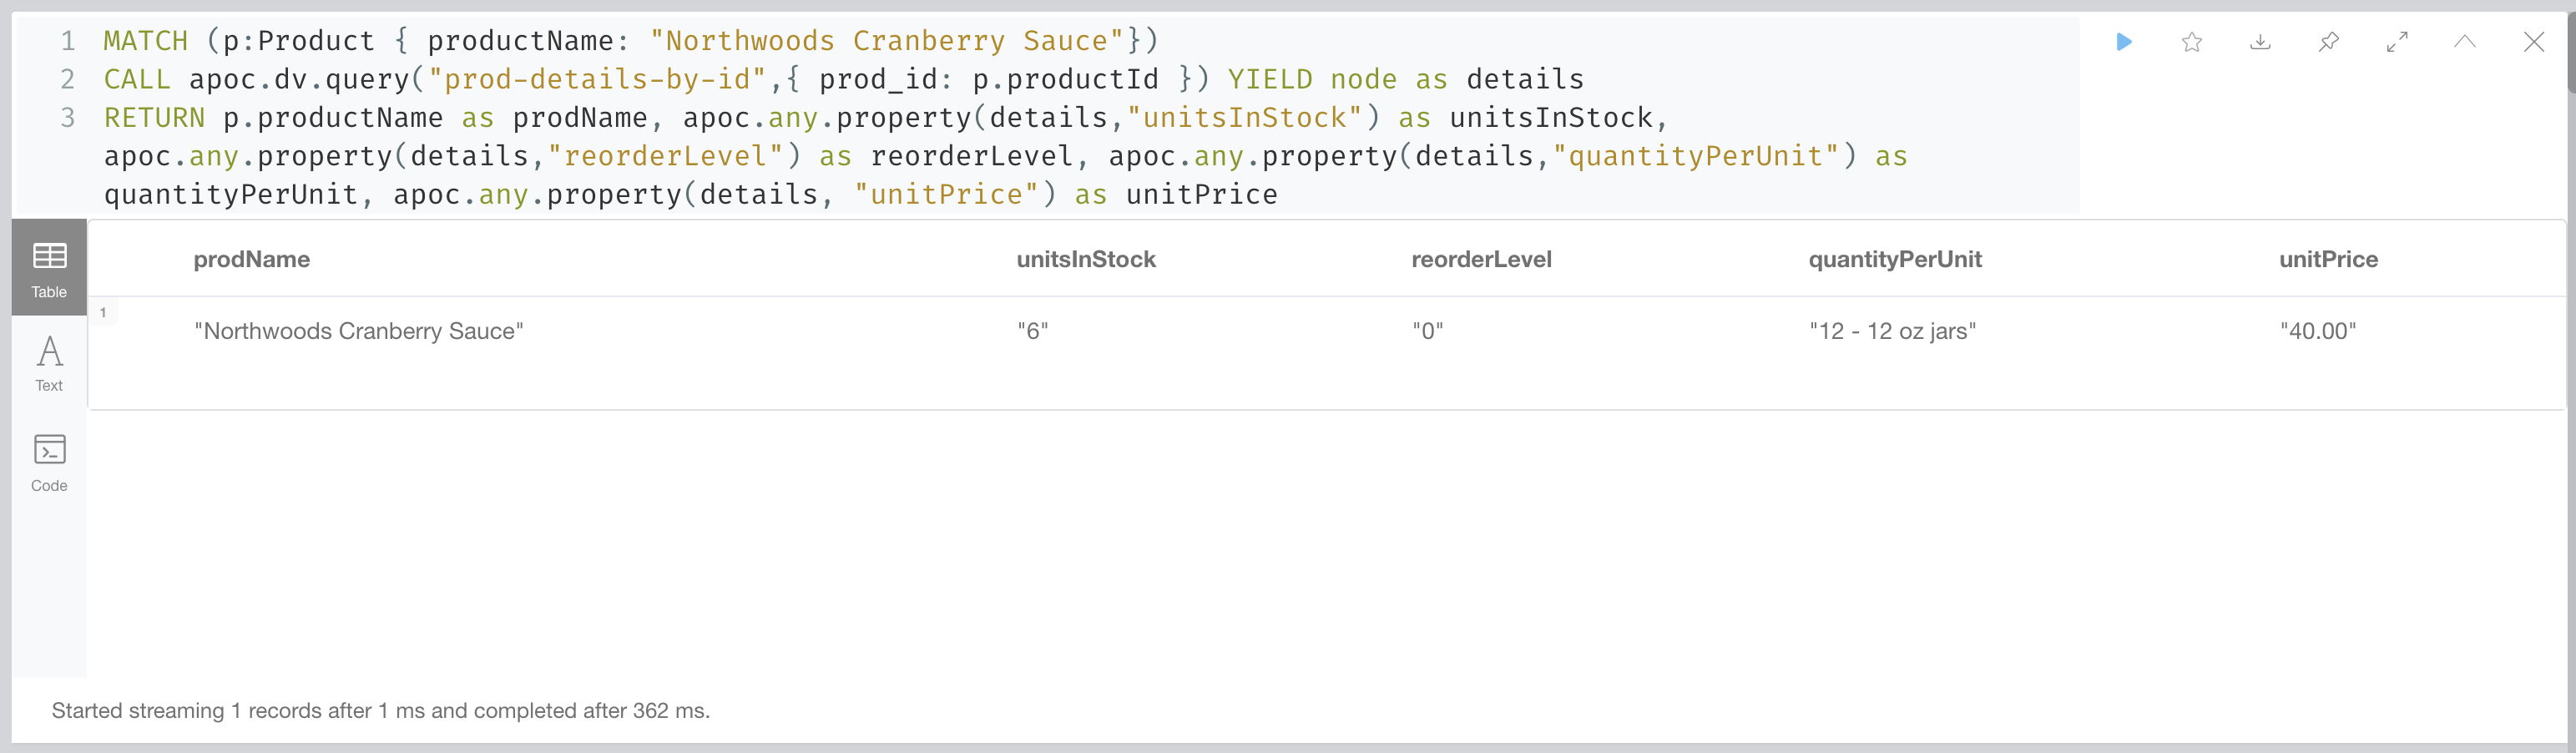 1 MATCH (p:Product { productName: "Northwoods Cranberry Sauce"})
2 CALL apoc.dv.query("prod-details-by-id",{ prod_id: p.productId }) YIELD node as details
3 RETURN p.productName as prodName, apoc.any.property(details,"unitsInStock") as unitsInStock,
apoc.any.property(details,"reorderLevel") as reorderLevel, apoc.any.property(details,"quantityPerUnit") as
quantityPerUnit, apoc.any.property(details, "unitPrice") as unitPrice
Table
Text
Code
prodName unitsInStock reorderLevel quantityPerUnit unitPrice
1
"Northwoods Cranberry Sauce" "6" "0" "12 - 12 oz jars" "40.00"
Started streaming 1 records after 1 ms and completed after 362 ms.